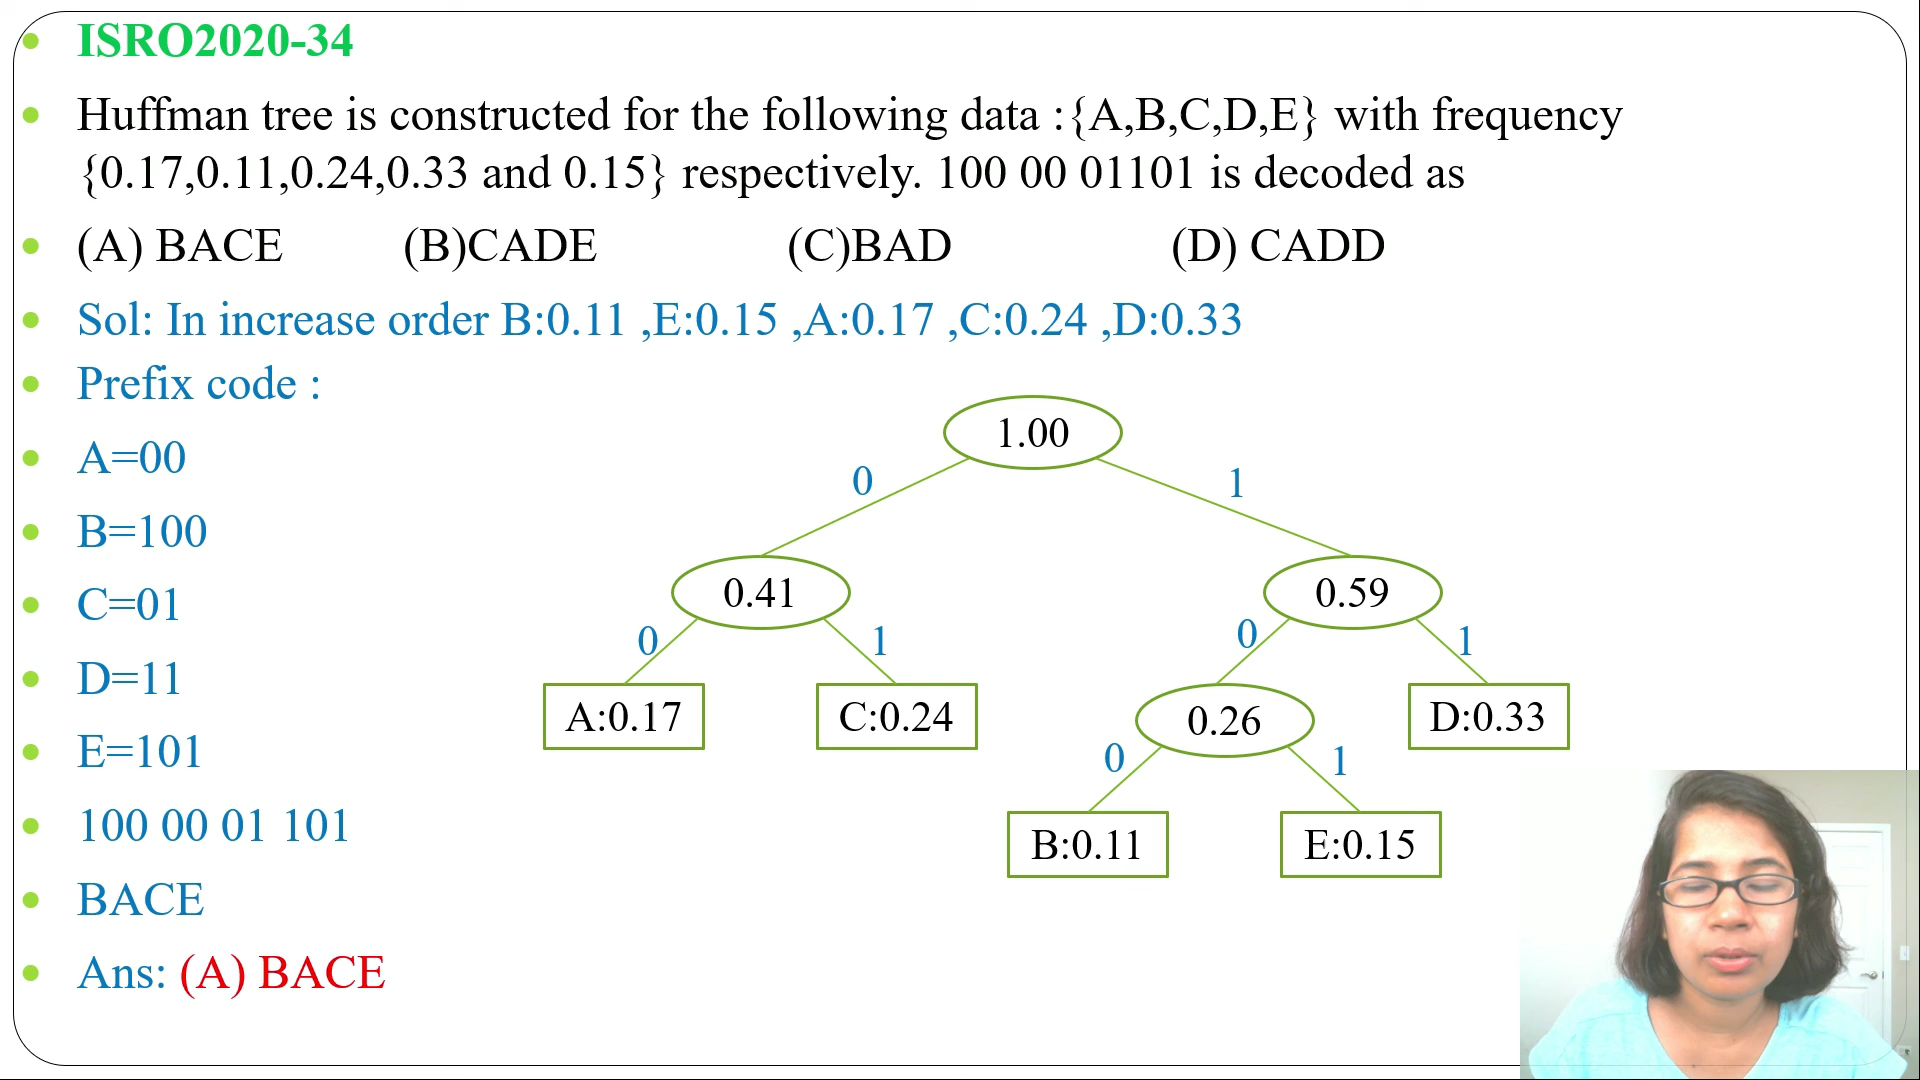 ISRO2020-34
Huffman tree is constructed for the following data :{A,B,C,D,E} with frequency
{0.17,0.11,0.24,0.33 and 0.15} respectively. 100 00 01101 is decoded as
(A) BACE (B)CADE (C)BAD (D) CADD
Sol: In increase order B:0.11 ,E:0.15 ,A:0.17 ,C:0.24 ,D:0.33
Prefix code :
A=00
B=100
C=01
D=11
E=101
100 00 01 101
BACE
Ans: (A) BACE
1.00
0 1
0.41 0.59
0 1 0 1
A:0.17 C:0.24 0.26 D:0.33
0 1
B:0.11 E:0.15